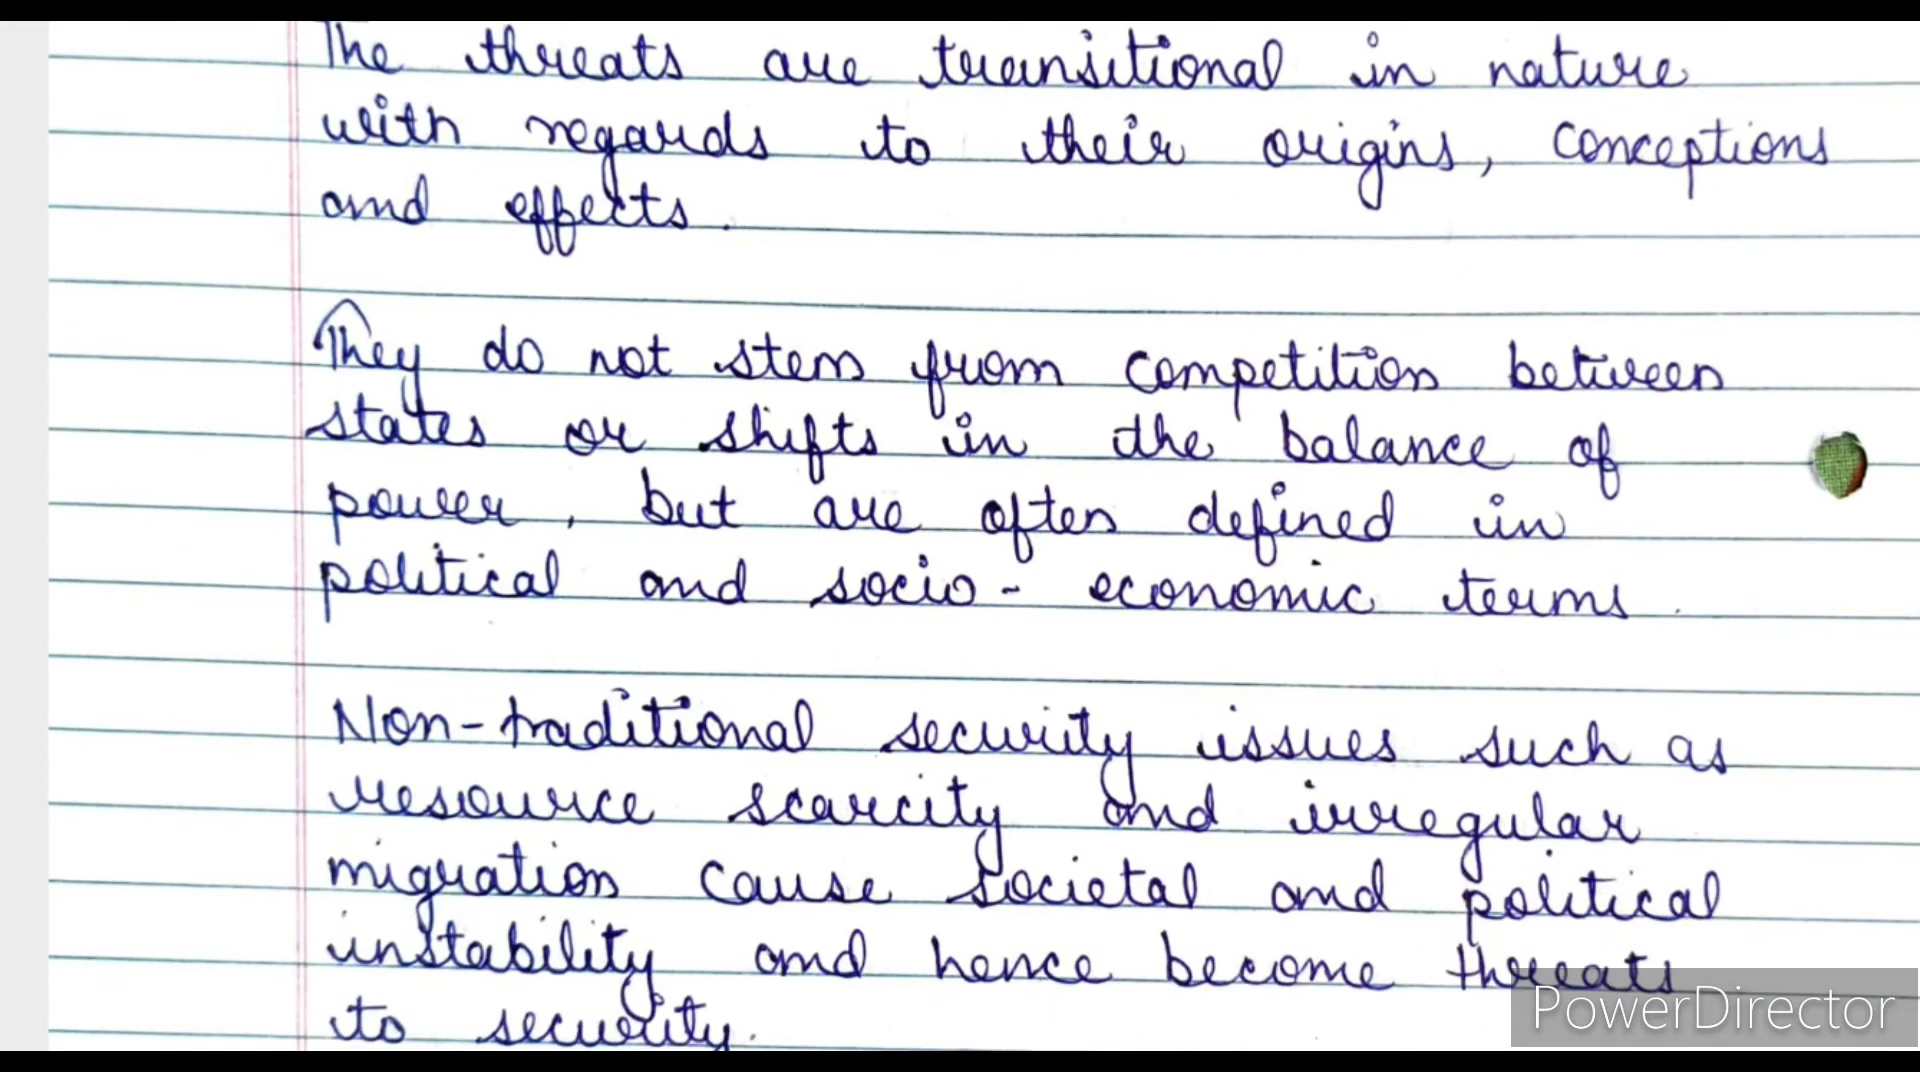 The threats are transitional in nature
with regards to their origins, conceptions
and effects.
They do not stem from competition between
states or shifts in the balance of
power, but are often defined in
political and socio-economic terms.
Non-traditional security issues such as
resource scarcity and irregular
migration cause societal and political
instability and hence become threats
to security.
PowerDirector